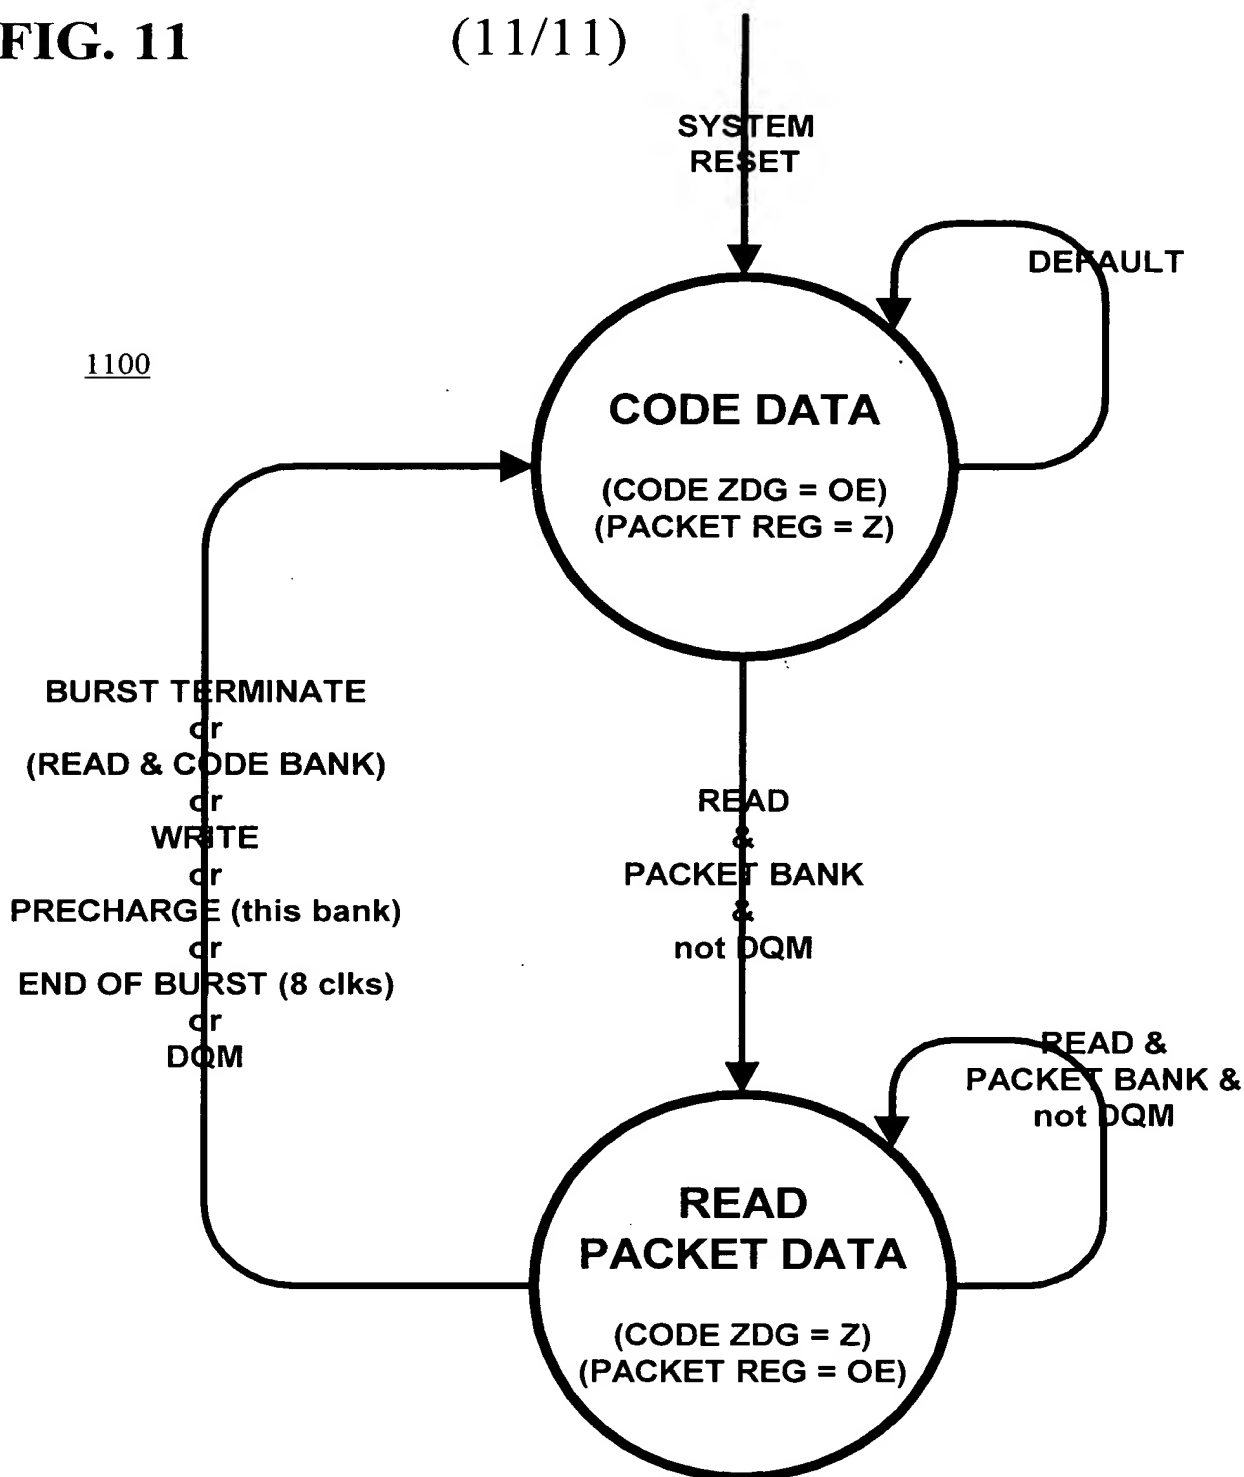 FIG. 11
(11/11)
SYSTEM
RESET
DEFAULT
1100
CODE DATA
(CODE ZDG = OE)
(PACKET REG = Z)
BURST TERMINATE
or
(READ & CODE BANK)
or
WRITE
or
PRECHARGE (this bank)
or
END OF BURST (8 clks)
or
DQM
READ
&
PACKET BANK
&
not DQM
READ &
PACKET BANK &
not DQM
READ
PACKET DATA
(CODE ZDG = Z)
(PACKET REG = OE)